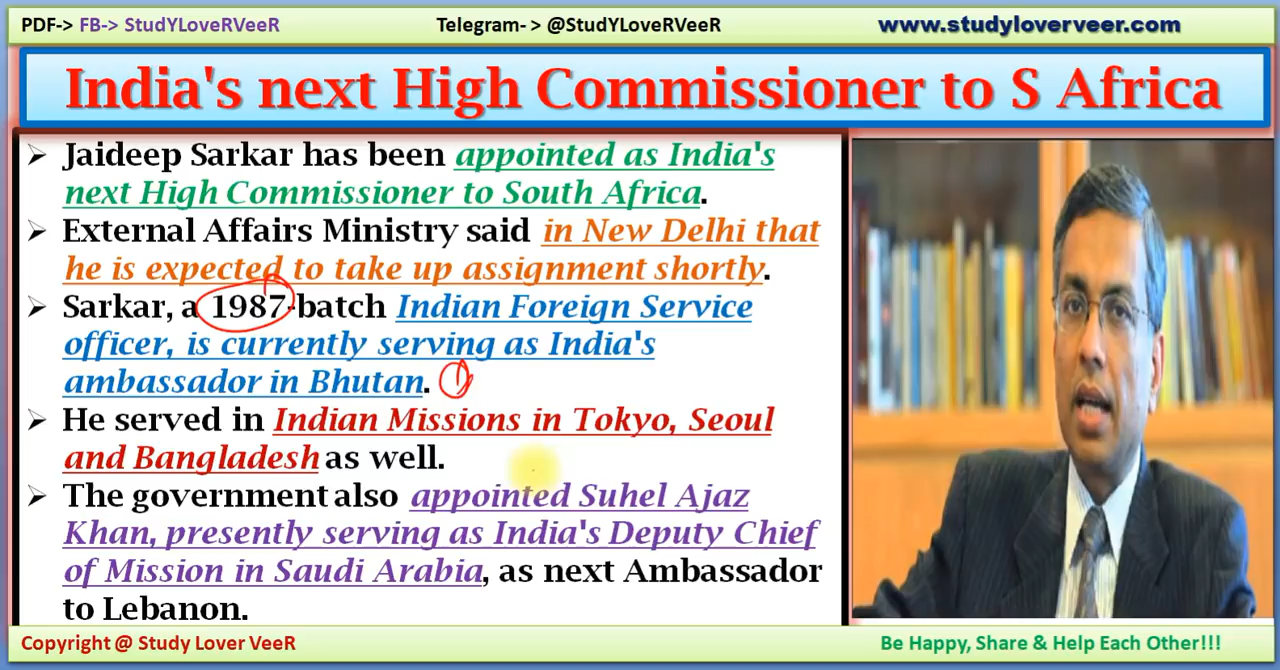 PDF-> FB-> StudYLoveRVeeR
Telegram- > @StudYLoveRVeeR
www.studyloverveer.com
India's next High Commissioner to S Africa
➢ Jaideep Sarkar has been appointed as India's
next High Commissioner to South Africa.
➢ External Affairs Ministry said in New Delhi that
he is expected to take up assignment shortly.
➢ Sarkar, a 1987-batch Indian Foreign Service
officer, is currently serving as India's
ambassador in Bhutan.
➢ He served in Indian Missions in Tokyo, Seoul
and Bangladesh as well.
➢ The government also appointed Suhel Ajaz
Khan, presently serving as India's Deputy Chief
of Mission in Saudi Arabia, as next Ambassador
to Lebanon.
Copyright @ Study Lover VeeR
Be Happy, Share & Help Each Other!!!